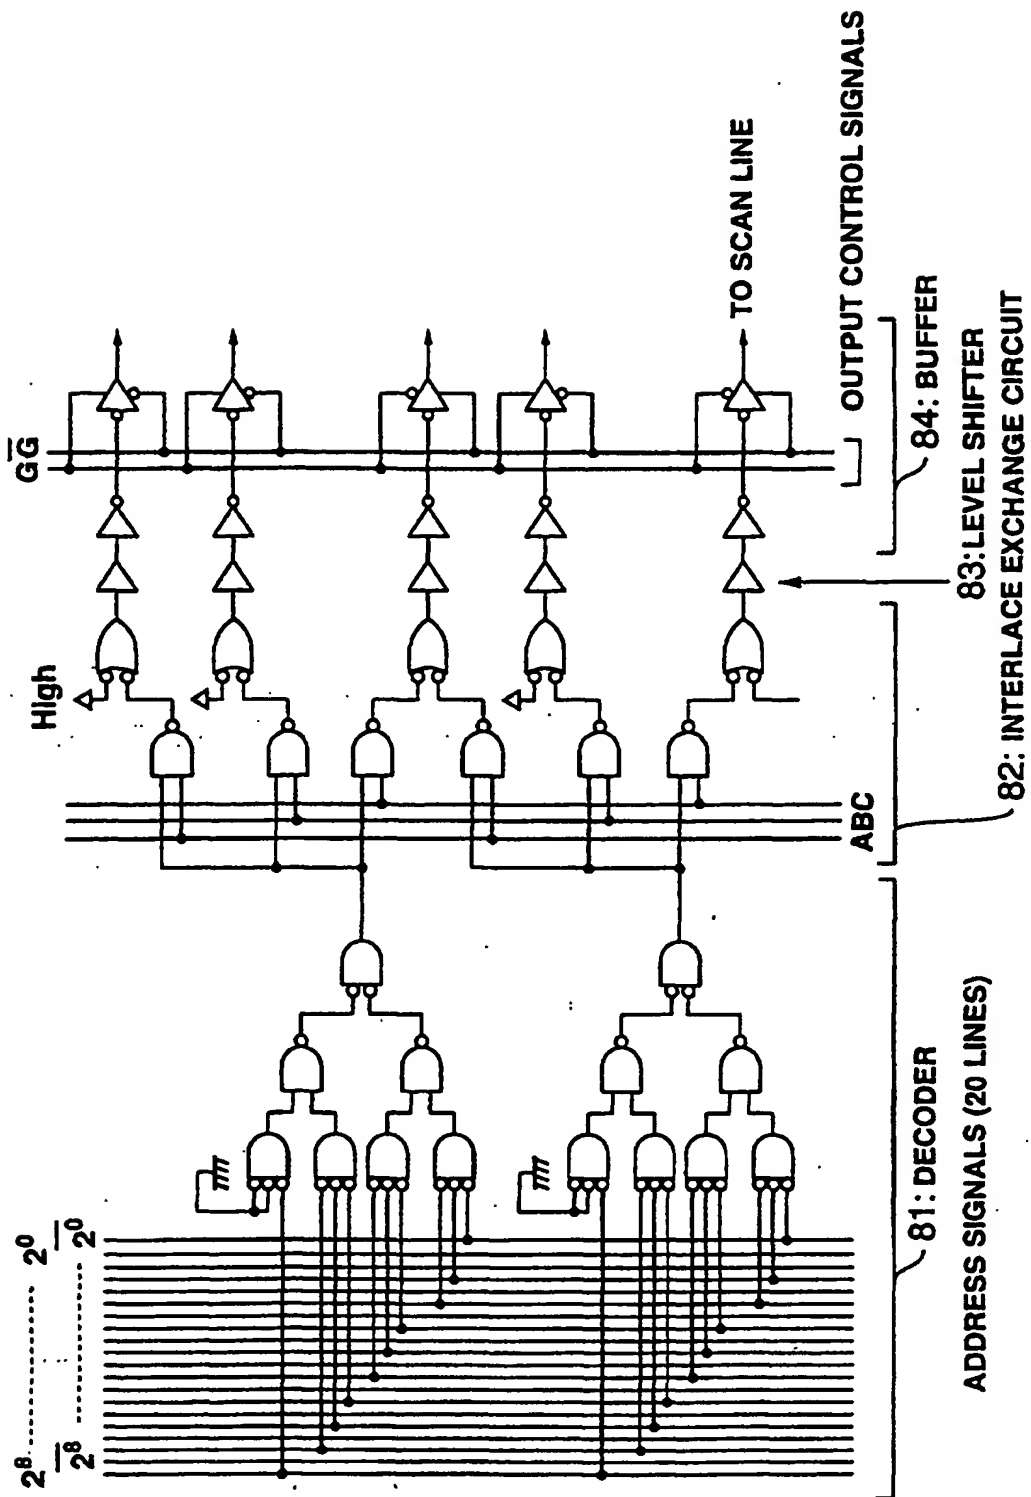 2⁸ 2⁰
2̅⁸ 2̅⁰
High
G̅G
ABC
TO SCAN LINE
OUTPUT CONTROL SIGNALS
84: BUFFER
83:LEVEL SHIFTER
82: INTERLACE EXCHANGE CIRCUIT
81: DECODER
ADDRESS SIGNALS (20 LINES)